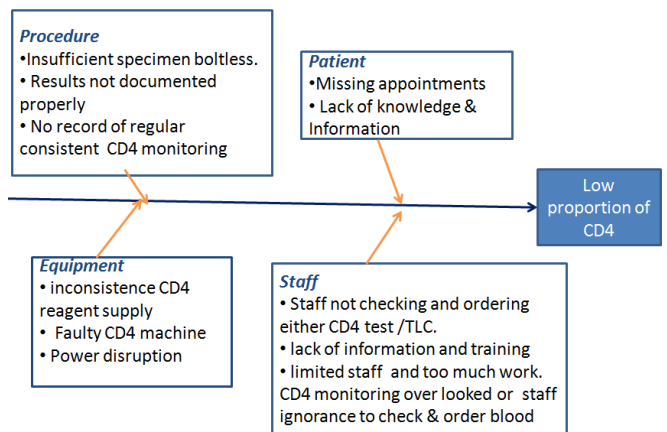 Procedure
•Insufficient specimen boltless.
• Results not documented
properly
• No record of regular
consistent CD4 monitoring
Patient
•Missing appointments
• Lack of knowledge &
Information
Low
proportion of
CD4
Equipment
• inconsistence CD4
reagent supply
• Faulty CD4 machine
• Power disruption
Staff
• Staff not checking and ordering
either CD4 test /TLC.
• lack of information and training
• limited staff and too much work.
CD4 monitoring over looked or staff
ignorance to check & order blood